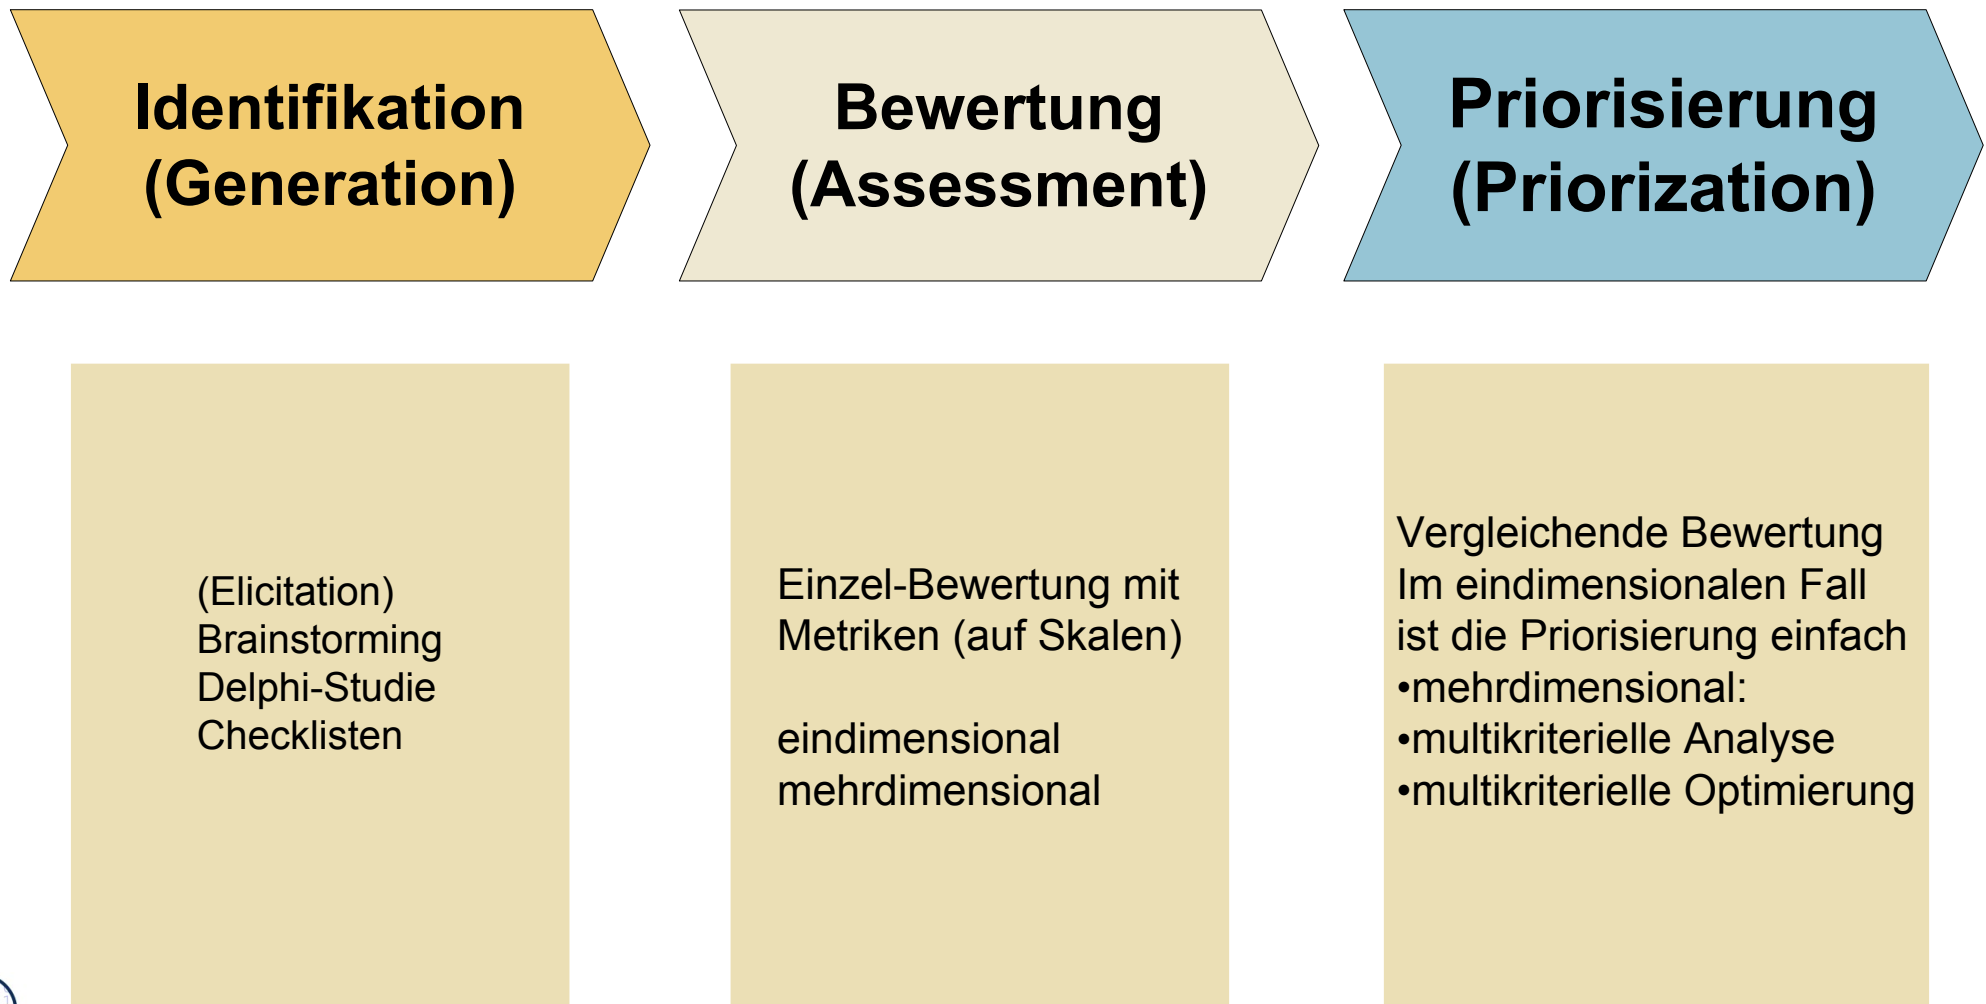 Identifikation
(Generation)
Bewertung
(Assessment)
Priorisierung
(Priorization)
(Elicitation)
Brainstorming
Delphi-Studie
Checklisten
Einzel-Bewertung mit
Metriken (auf Skalen)
eindimensional
mehrdimensional
Vergleichende Bewertung
Im eindimensionalen Fall
ist die Priorisierung einfach
•mehrdimensional:
•multikriterielle Analyse
•multikriterielle Optimierung